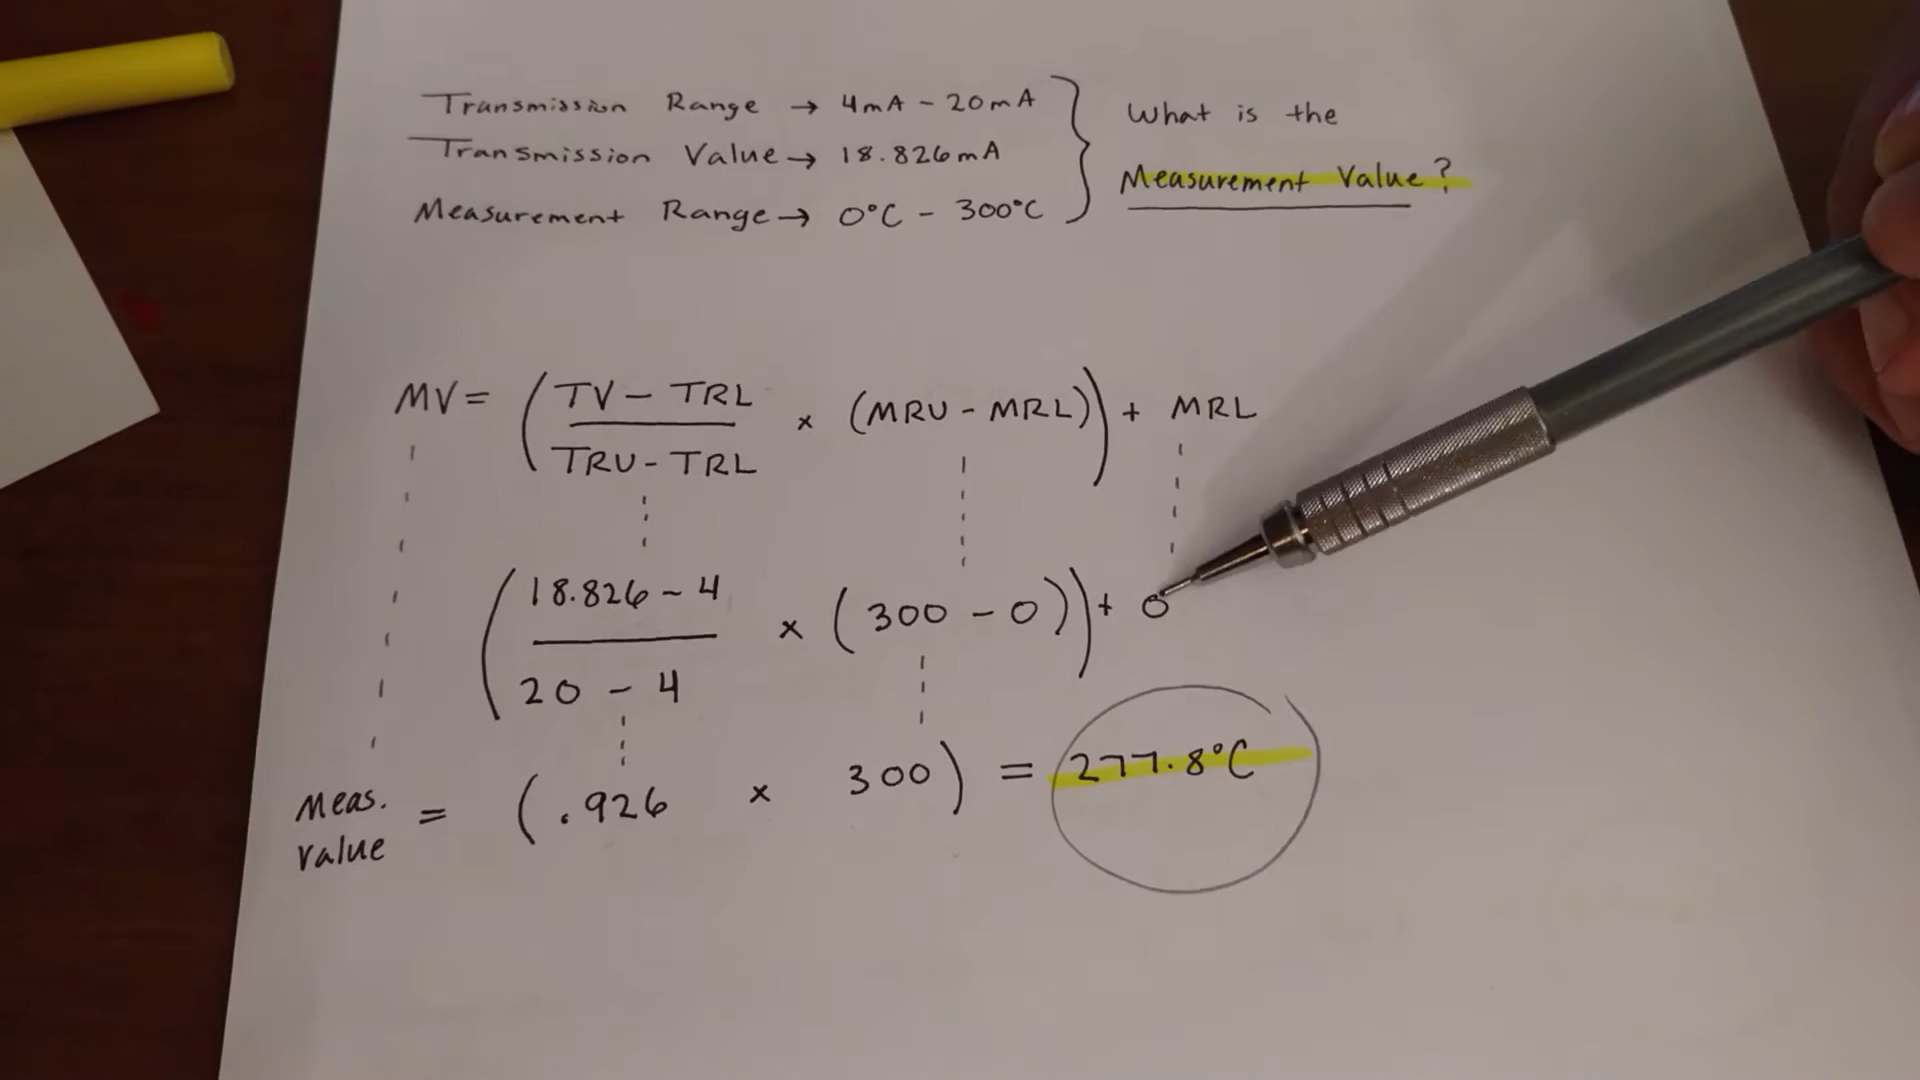 Transmission Range → 4mA - 20mA
Transmission Value → 18.826mA
Measurement Range → 0°C - 300°C
What is the
Measurement Value?
MV = (TV - TRL / TRU - TRL × (MRU - MRL)) + MRL
(18.826 - 4 / 20 - 4 × (300 - 0)) + 0
Meas. value = (.926 × 300) = 277.8°C